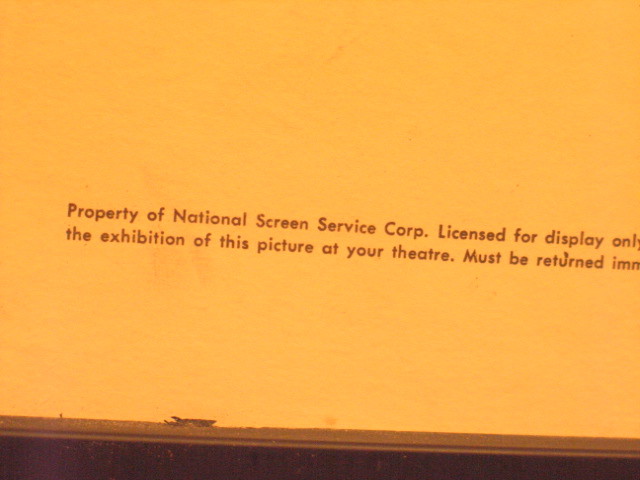 Property of National Screen Service Corp. Licensed for display only
the exhibition of this picture at your theatre. Must be returned imm